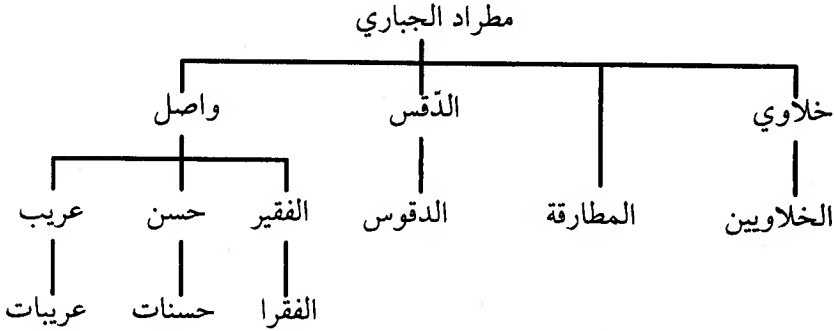 مطراد الجباري
خلاوي الدّقس واصل
الخلاويين المطارقة الدقوس الفقير حسن عريب
الفقرا حسنات عريبات